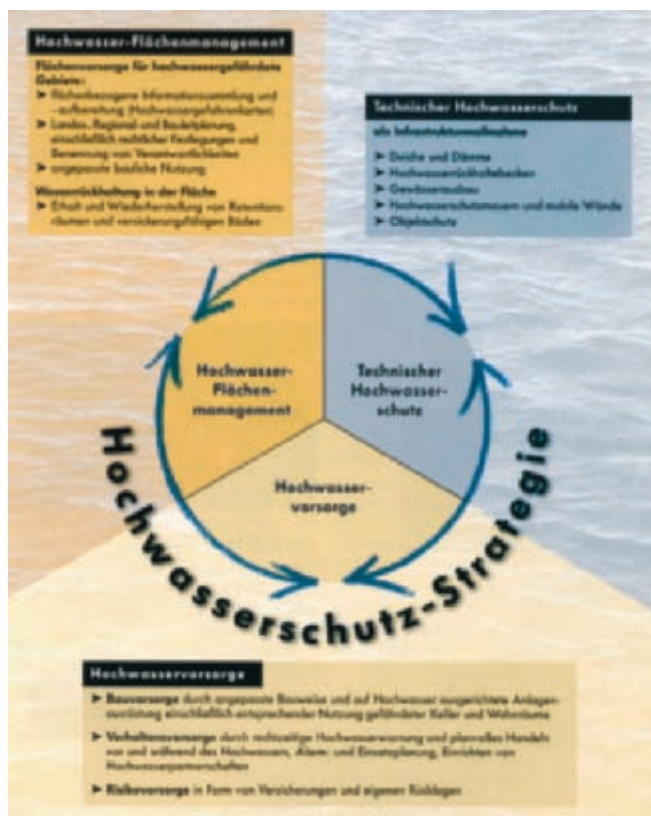 Hochwasser-Flächenmanagement
Flächenvorsorge für hochwassergefährdete
Gebiete:
➤ flächenbezogene Informationssammlung und
-aufbereitung (Hochwassergefahrenkarten)
➤ Landes-, Regional- und Bauleitplanung,
einschließlich rechtlicher Festlegungen und
Benennung von Verantwortlichkeiten
➤ angepasste bauliche Nutzung
Wasserrückhaltung in der Fläche
➤ Erhalt und Wiederherstellung von Retentions-
räumen und versickerungsfähigen Böden
Technischer Hochwasserschutz
als Infrastrukturmaßnahme
➤ Deiche und Dämme
➤ Hochwasserrückhaltebecken
➤ Gewässerausbau
➤ Hochwasserschutzmauern und mobile Wände
➤ Objektschutz
Hochwasser-
Flächen-
management
Technischer
Hochwasser-
schutz
Hochwasser-
vorsorge
Hochwasserschutz-Strategie
Hochwasservorsorge
➤ Bauvorsorge durch angepasste Bauweise und auf Hochwasser ausgerichtete Anlagen-
ausrüstung einschließlich entsprechender Nutzung gefährdeter Keller und Wohnräume
➤ Verhaltensvorsorge durch rechtzeitige Hochwasserwarnung und planvolles Handeln
vor und während des Hochwassers, Alarm- und Einsatzplanung, Einrichten von
Hochwasserpartnerschaften
➤ Risikovorsorge in Form von Versicherungen und eigenen Rücklagen